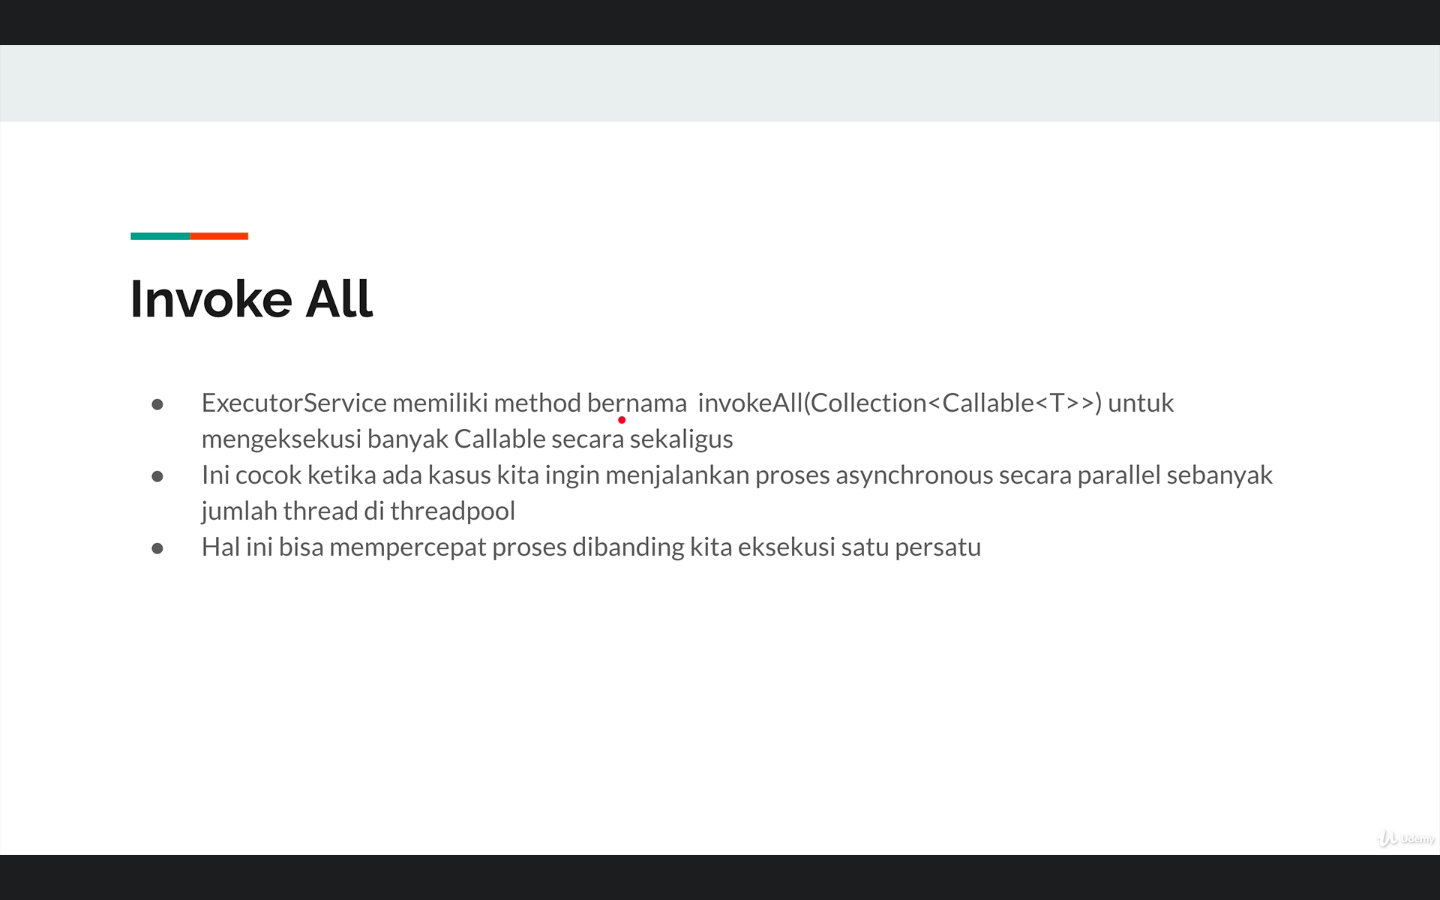 Invoke All
● ExecutorService memiliki method bernama  invokeAll(Collection<Callable<T>>) untuk
mengeksekusi banyak Callable secara sekaligus
● Ini cocok ketika ada kasus kita ingin menjalankan proses asynchronous secara parallel sebanyak
jumlah thread di threadpool
● Hal ini bisa mempercepat proses dibanding kita eksekusi satu persatu
Udemy